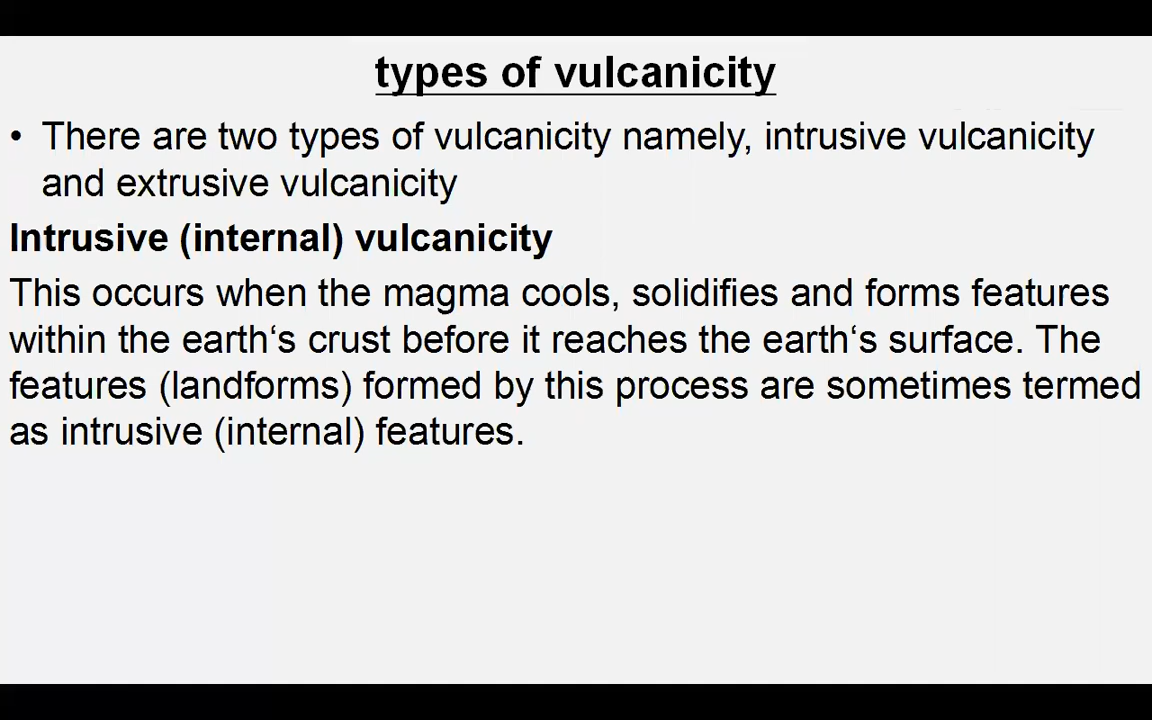 types of vulcanicity
• There are two types of vulcanicity namely, intrusive vulcanicity
and extrusive vulcanicity
Intrusive (internal) vulcanicity
This occurs when the magma cools, solidifies and forms features
within the earth‘s crust before it reaches the earth‘s surface. The
features (landforms) formed by this process are sometimes termed
as intrusive (internal) features.